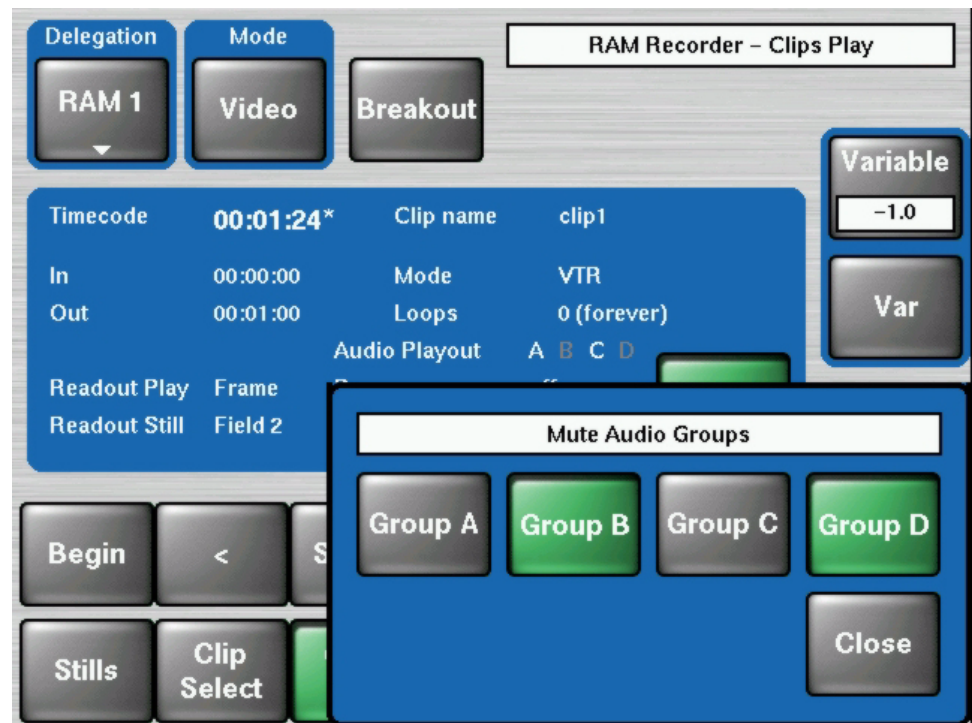 Delegation
Mode
RAM Recorder – Clips Play
RAM 1
Video
Breakout
Variable
–1.0
Var
Timecode 00:01:24* Clip name clip1
In 00:00:00 Mode VTR
Out 00:01:00 Loops 0 (forever)
Audio Playout A B C D
Readout Play Frame
Readout Still Field 2
Mute Audio Groups
Group A
Group B
Group C
Group D
Close
Begin
<
Stills
Clip
Select